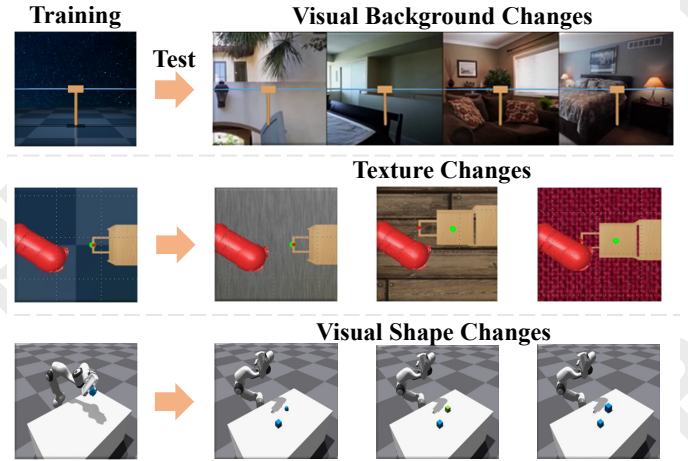 Training
Visual Background Changes
Test
Texture Changes
Visual Shape Changes